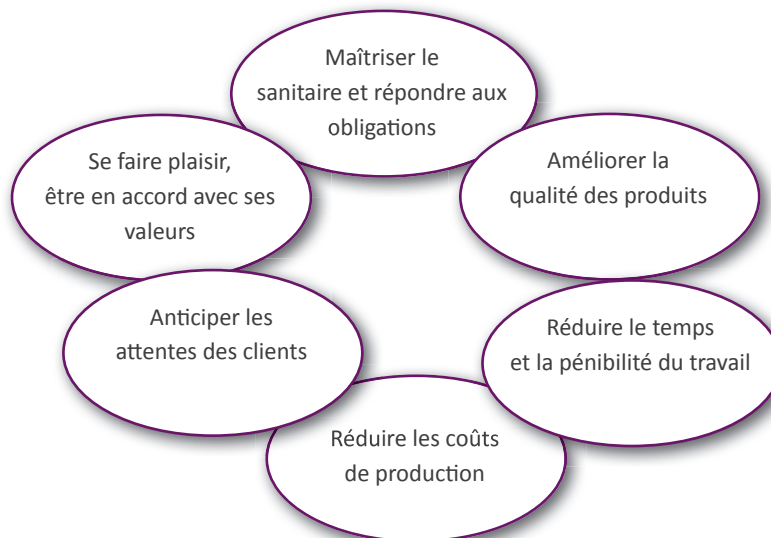 Maîtriser le
sanitaire et répondre aux
obligations
Se faire plaisir,
être en accord avec ses
valeurs
Améliorer la
qualité des produits
Anticiper les
attentes des clients
Réduire le temps
et la pénibilité du travail
Réduire les coûts
de production